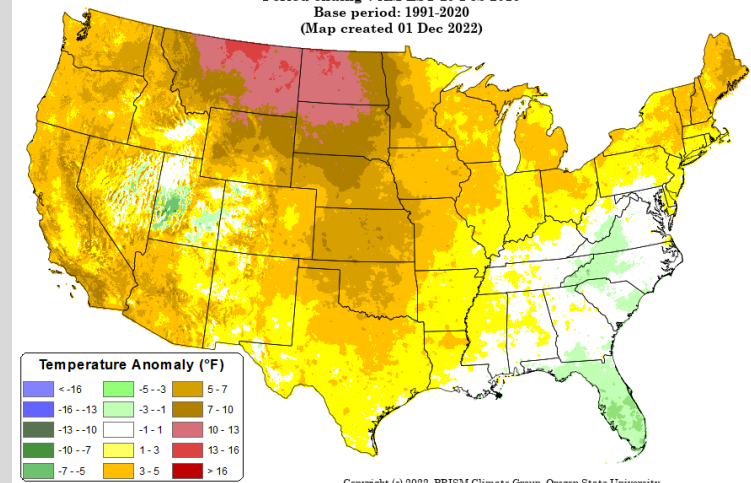 Base period: 1991-2020
(Map created 01 Dec 2022)
Temperature Anomaly (°F)
< -16
-5 - -3
5 - 7
-16 - -13
-3 - -1
7 - 10
-13 - -10
-1 - 1
10 - 13
-10 - -7
1 - 3
13 - 16
-7 - -5
3 - 5
> 16
Copyright (c) 2022, PRISM Climate Group, Oregon State University